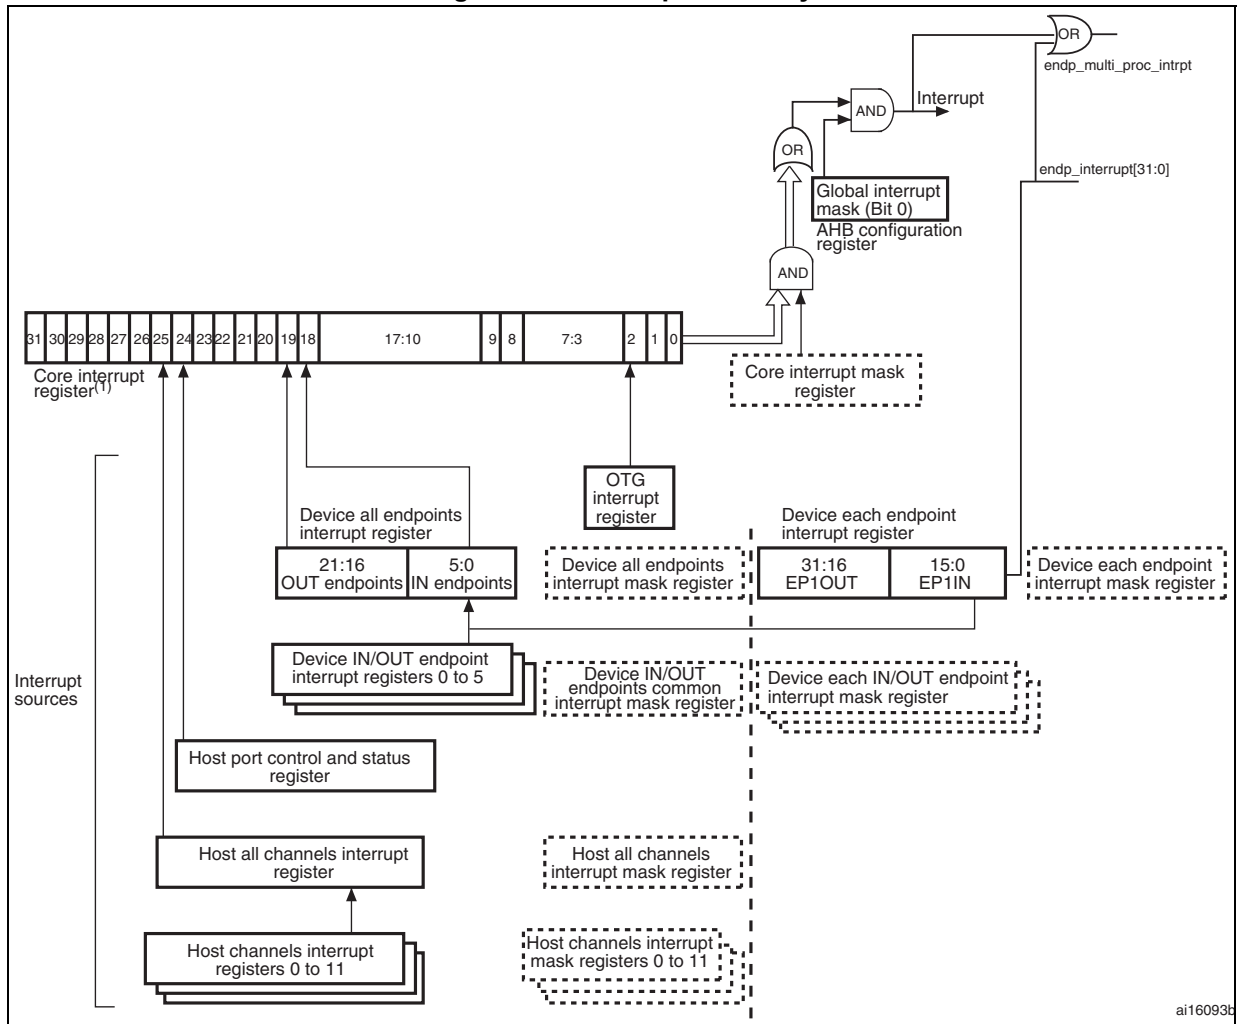 OR
endp_multi_proc_intrpt
AND
Interrupt
OR
endp_interrupt[31:0]
Global interrupt
mask (Bit 0)
AHB configuration
register
AND
31 30 29 28 27 26 25 24 23 22 21 20 19 18 17:10 9 8 7:3 2 1 0
Core interrupt
register(1)
Core interrupt mask
register
OTG
interrupt
register
Device all endpoints
interrupt register
Device each endpoint
interrupt register
21:16
OUT endpoints
5:0
IN endpoints
Device all endpoints
interrupt mask register
31:16
EP1OUT
15:0
EP1IN
Device each endpoint
interrupt mask register
Interrupt
sources
Device IN/OUT endpoint
interrupt registers 0 to 5
Device IN/OUT
endpoints common
interrupt mask register
Device each IN/OUT endpoint
interrupt mask register
Host port control and status
register
Host all channels interrupt
register
Host all channels
interrupt mask register
Host channels interrupt
registers 0 to 11
Host channels interrupt
mask registers 0 to 11
ai16093b